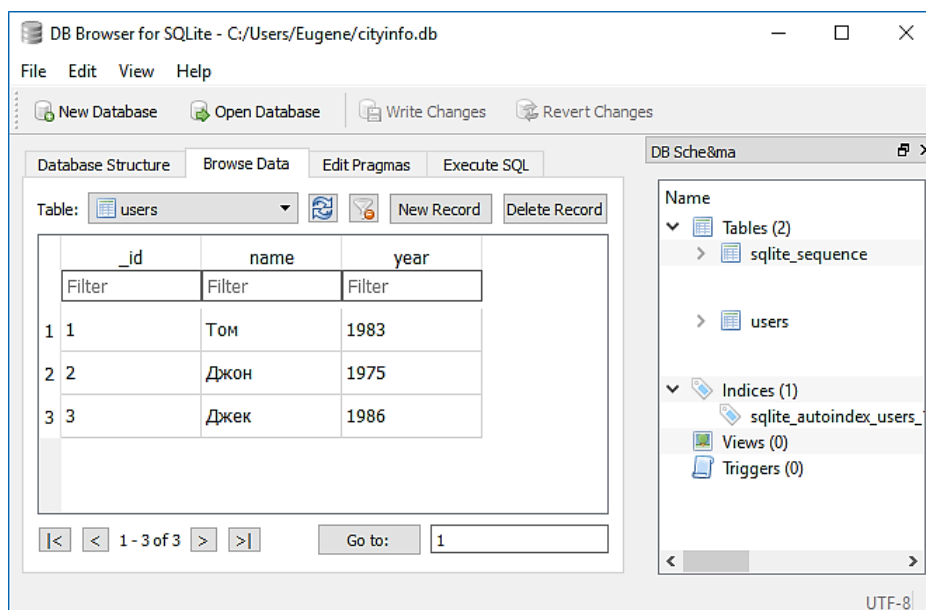 DB Browser for SQLite - C:/Users/Eugene/cityinfo.db
File Edit View Help
New Database Open Database Write Changes Revert Changes
Database Structure Browse Data Edit Pragmas Execute SQL
Table: users New Record Delete Record
_id name year
Filter Filter Filter
1 1 Том 1983
2 2 Джон 1975
3 3 Джек 1986
|< < 1 - 3 of 3 > >| Go to: 1
DB Sche&ma
Name
Tables (2)
sqlite_sequence
users
Indices (1)
sqlite_autoindex_users_
Views (0)
Triggers (0)
UTF-8